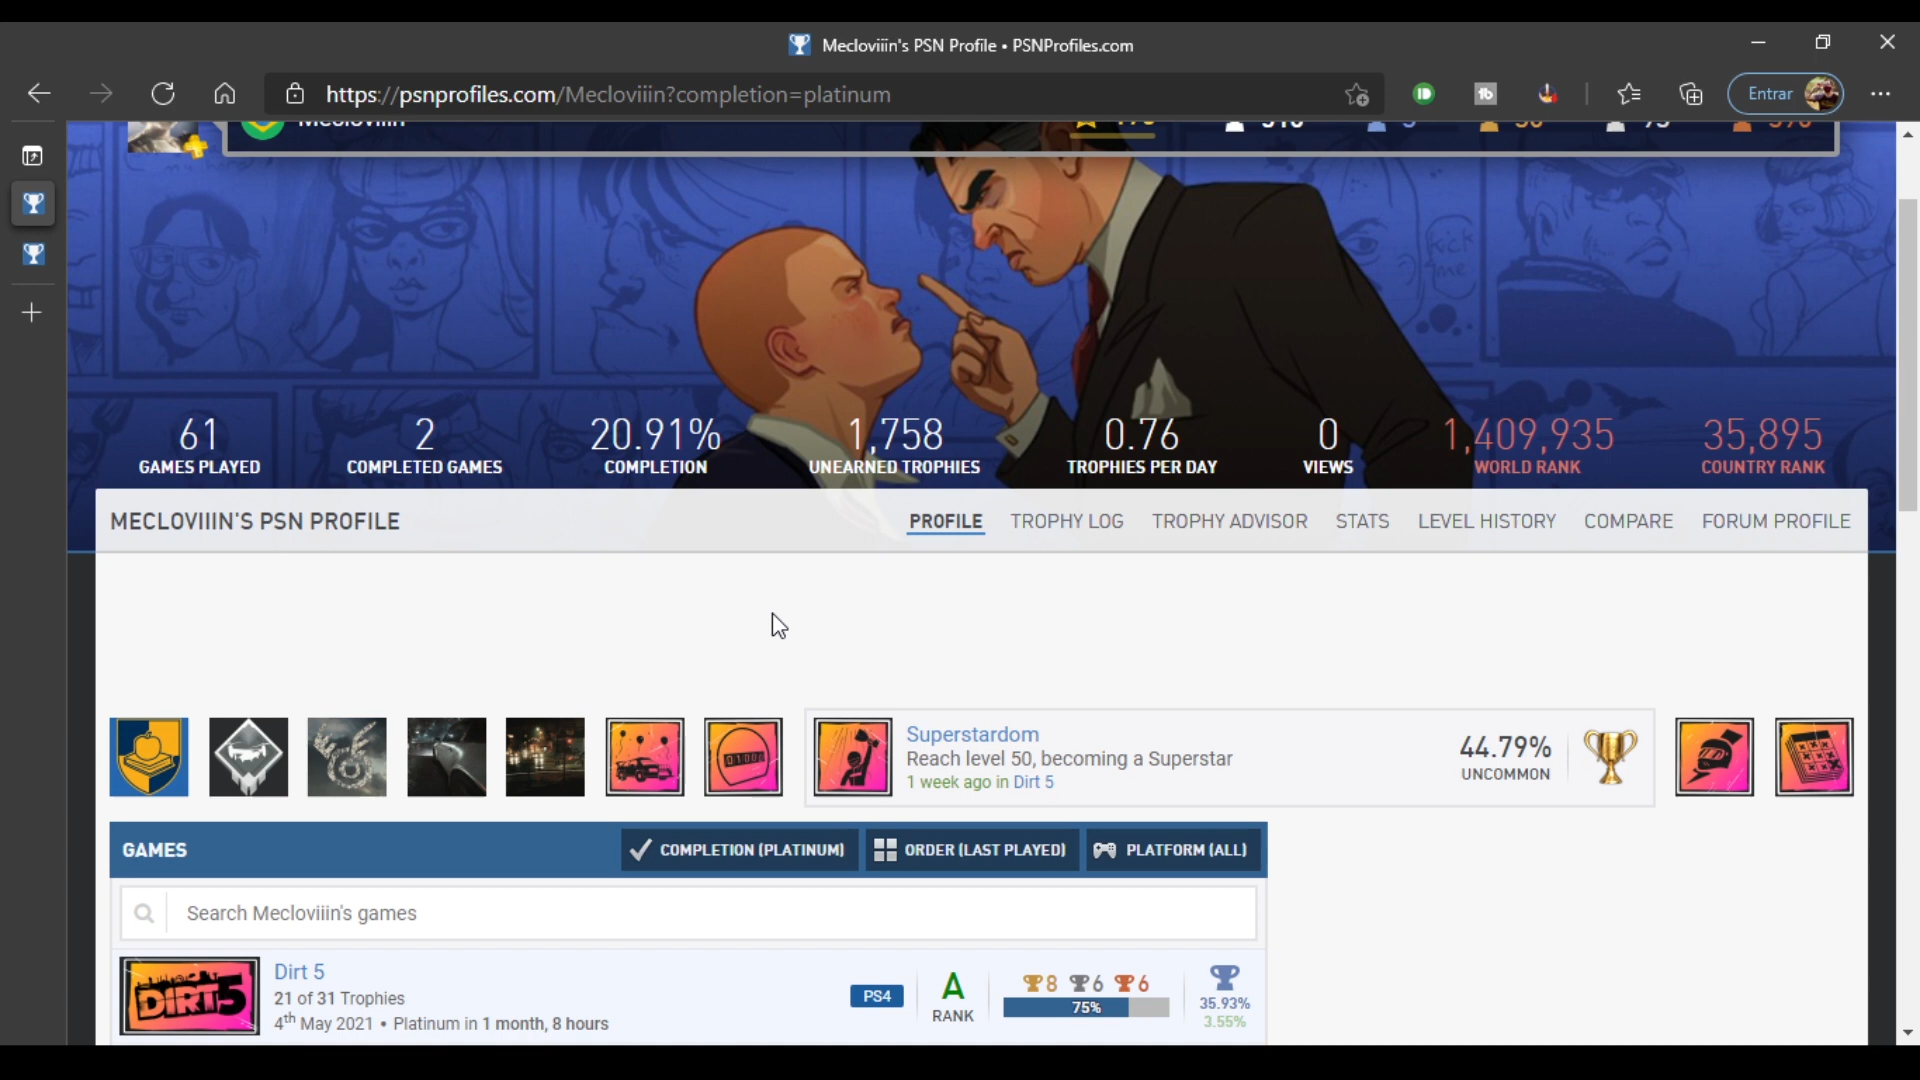 Mecloviiin's PSN Profile • PSNProfiles.com
https://psnprofiles.com/Mecloviiin?completion=platinum
Entrar
Mecloviiin
kick me
61
GAMES PLAYED
2
COMPLETED GAMES
20.91%
COMPLETION
1,758
UNEARNED TROPHIES
0.76
TROPHIES PER DAY
0
VIEWS
1,409,935
WORLD RANK
35,895
COUNTRY RANK
MECLOVIIIN'S PSN PROFILE
PROFILE
TROPHY LOG
TROPHY ADVISOR
STATS
LEVEL HISTORY
COMPARE
FORUM PROFILE
Superstardom
Reach level 50, becoming a Superstar
1 week ago in Dirt 5
44.79%
UNCOMMON
GAMES
COMPLETION (PLATINUM)
ORDER (LAST PLAYED)
PLATFORM (ALL)
Search Mecloviiin's games
DIRT5
Dirt 5
21 of 31 Trophies
4th May 2021 • Platinum in 1 month, 8 hours
PS4
A
RANK
8 6 6
75%
35.93%
3.55%